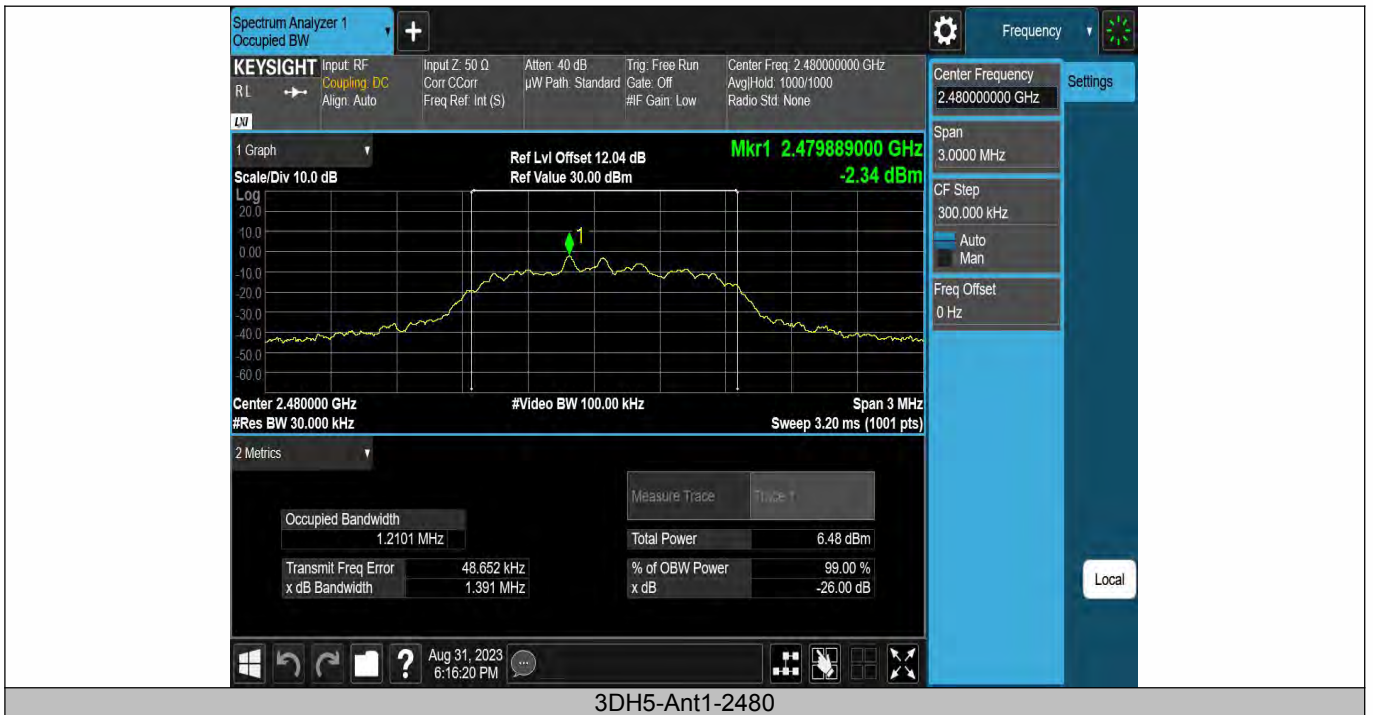 Spectrum Analyzer 1
Occupied BW
+
Frequency
KEYSIGHT
RL
LXI
Input: RF
Coupling: DC
Align: Auto
Input Z: 50 Ω
Corr CCorr
Freq Ref: Int (S)
Atten: 40 dB
µW Path: Standard
Trig: Free Run
Gate: Off
#IF Gain: Low
Center Freq: 2.480000000 GHz
Avg|Hold: 1000/1000
Radio Std: None
Center Frequency
2.480000000 GHz
Settings
Span
3.0000 MHz
CF Step
300.000 kHz
Auto
Man
Freq Offset
0 Hz
Local
1 Graph
Scale/Div 10.0 dB
Ref Lvl Offset 12.04 dB
Ref Value 30.00 dBm
Mkr1 2.479889000 GHz
-2.34 dBm
Log
20.0
10.0
0.00
-10.0
-20.0
-30.0
-40.0
-50.0
-60.0
1
Center 2.480000 GHz
#Video BW 100.00 kHz
Span 3 MHz
#Res BW 30.000 kHz
Sweep 3.20 ms (1001 pts)
2 Metrics
Measure Trace
Trace 1
Occupied Bandwidth
1.2101 MHz
Total Power
6.48 dBm
Transmit Freq Error
48.652 kHz
% of OBW Power
99.00 %
x dB Bandwidth
1.391 MHz
x dB
-26.00 dB
?
Aug 31, 2023
6:16:20 PM
3DH5-Ant1-2480